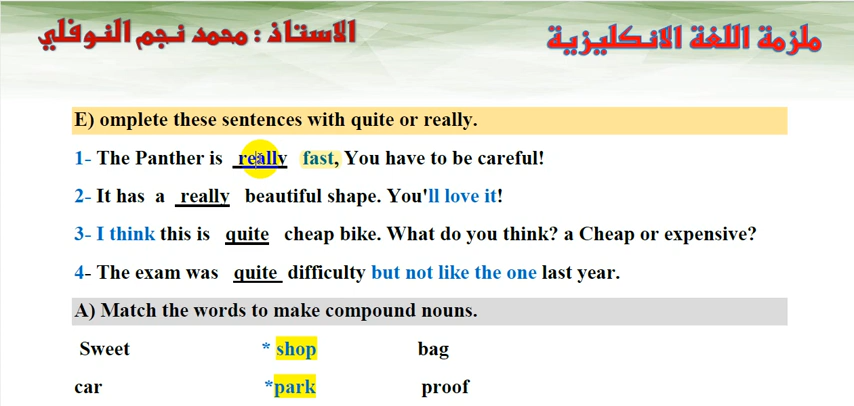 ملزمة اللغة الانكليزية
الاستاذ : محمد نجم النوفلي
E) omplete these sentences with quite or really.
1- The Panther is really fast, You have to be careful!
2- It has a really beautiful shape. You'll love it!
3- I think this is quite cheap bike. What do you think? a Cheap or expensive?
4- The exam was quite difficulty but not like the one last year.
A) Match the words to make compound nouns.
Sweet * shop bag
car *park proof